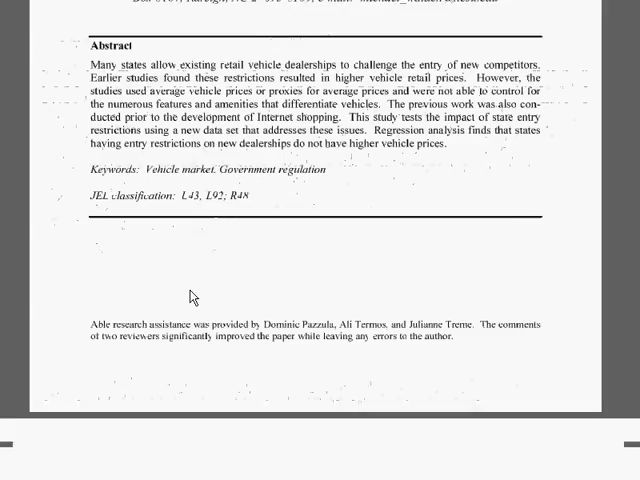 Abstract
Many states allow existing retail vehicle dealerships to challenge the entry of new competitors.
Earlier studies found these restrictions resulted in higher vehicle retail prices. However, the
studies used average vehicle prices or proxies for average prices and were not able to control for
the numerous features and amenities that differentiate vehicles. The previous work was also con-
ducted prior to the development of Internet shopping. This study tests the impact of state entry
restrictions using a new data set that addresses these issues. Regression analysis finds that states
having entry restrictions on new dealerships do not have higher vehicle prices.
Keywords: Vehicle market, Government regulation
JEL classification: L43, L92; R48
Able research assistance was provided by Dominic Pazzula, Ali Termos, and Julianne Treme. The comments
of two reviewers significantly improved the paper while leaving any errors to the author.